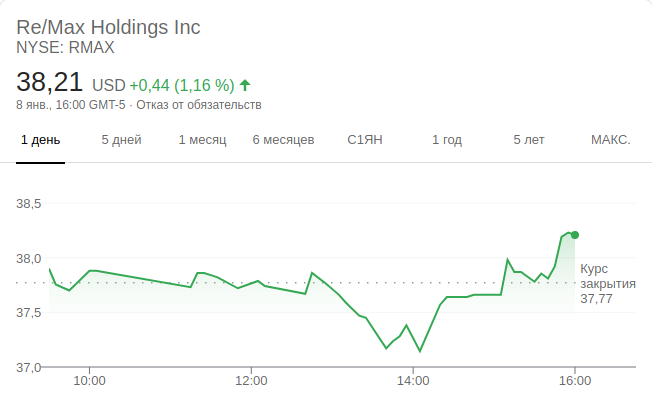 Re/Max Holdings Inc
NYSE: RMAX
38,21 USD +0,44 (1,16 %)
8 янв., 16:00 GMT-5 · Отказ от обязательств
1 день 5 дней 1 месяц 6 месяцев С1ЯН 1 год 5 лет МАКС.
38,5
38,0
Курс
закрытия
37,77
37,5
37,0
10:00 12:00 14:00 16:00